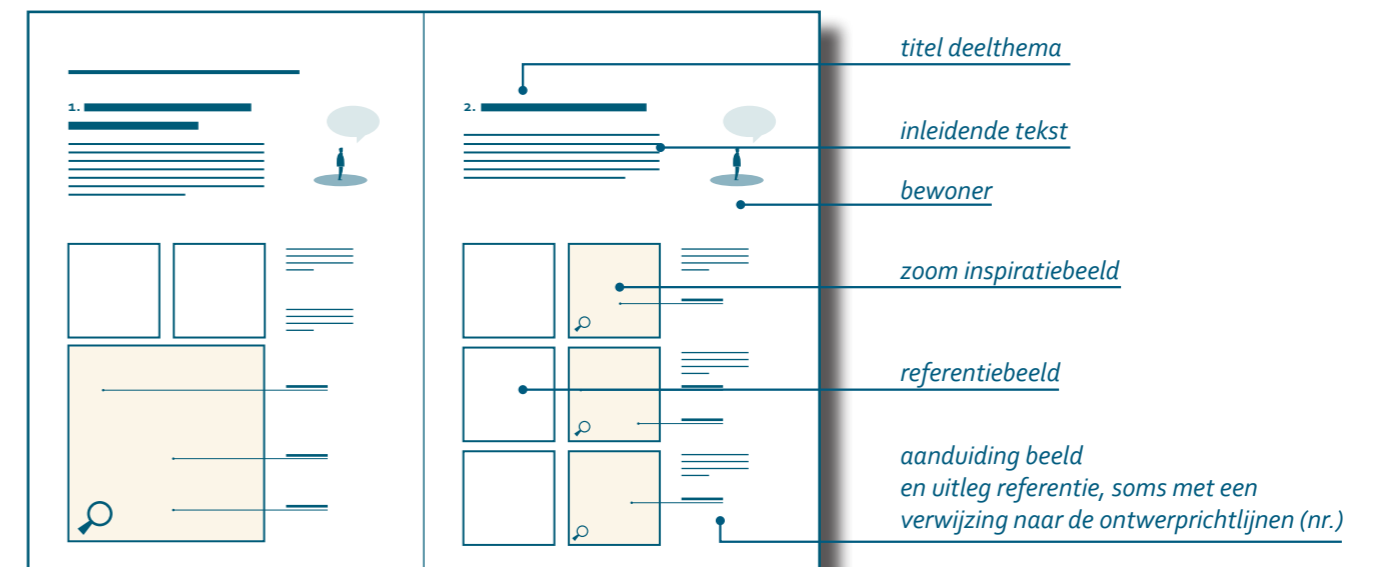 1.
2.
titel deelthema
inleidende tekst
bewoner
zoom inspiratiebeeld
referentiebeeld
aanduiding beeld
en uitleg referentie, soms met een
verwijzing naar de ontwerprichtlijnen (nr.)